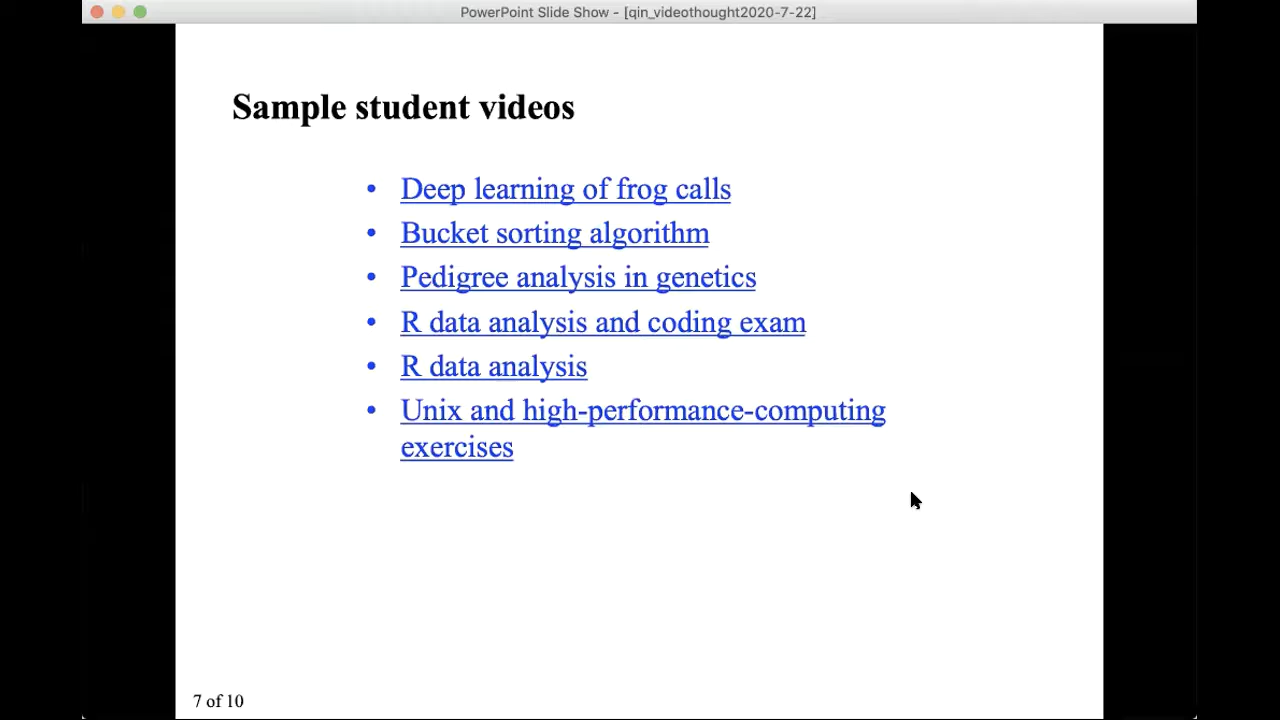 PowerPoint Slide Show - [qin_videothought2020-7-22]
Sample student videos
• Deep learning of frog calls
• Bucket sorting algorithm
• Pedigree analysis in genetics
• R data analysis and coding exam
• R data analysis
• Unix and high-performance-computing
exercises
7 of 10